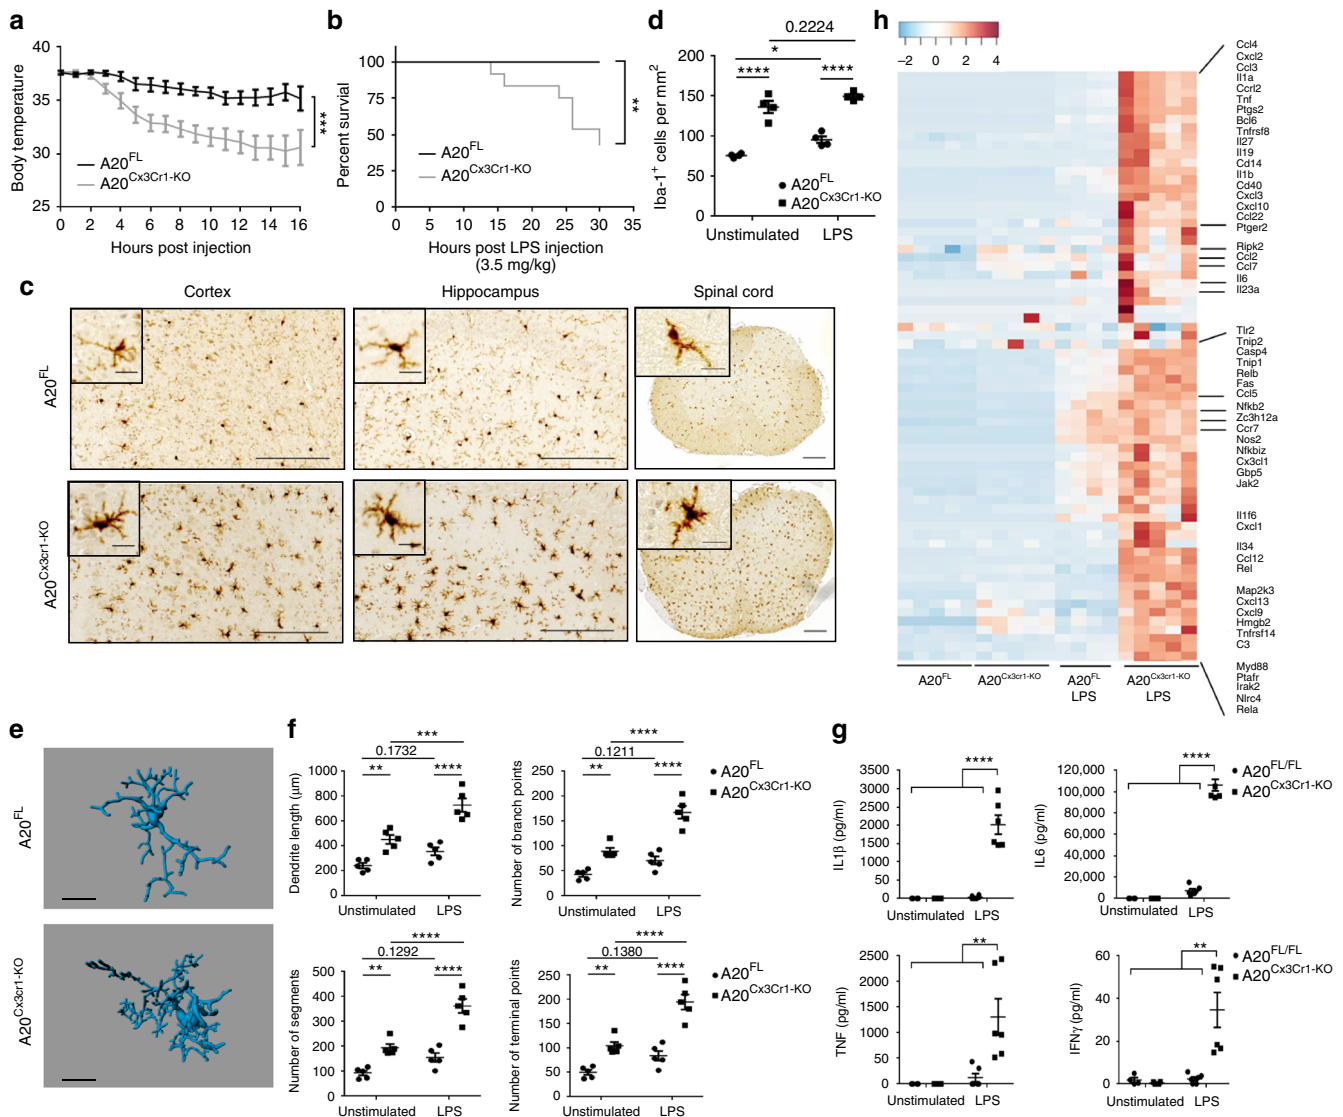 a
40
35
30
25
Body temperature
A20FL
A20Cx3Cr1-KO
***
0 2 4 6 8 10 12 14 16
Hours post injection
b
100
75
50
25
0
Percent survival
A20FL
A20Cx3Cr1-KO
**
0 5 10 15 20 25 30 35
Hours post LPS injection
(3.5 mg/kg)
d
0.2224
*
**** ****
200
150
100
50
0
Iba-1+ cells per mm2
A20FL
A20Cx3Cr1-KO
Unstimulated LPS
c
Cortex Hippocampus Spinal cord
A20FL
A20Cx3cr1-KO
h
−2 0 2 4
Ccl4
Cxcl2
Ccl3
Il1a
Ccrl2
Tnf
Ptgs2
Bcl6
Tnfrsf8
Il27
Il19
Cd14
Il1b
Cd40
Cxcl3
Cxcl10
Ccl22
Ptger2
Ripk2
Ccl2
Ccl7
Il6
Il23a
Tlr2
Tnip2
Casp4
Tnip1
Relb
Fas
Ccl5
Nfkb2
Zc3h12a
Ccr7
Nos2
Nfkbiz
Cx3cl1
Gbp5
Jak2
Il1f6
Cxcl1
Il34
Ccl12
Rel
Map2k3
Cxcl13
Cxcl9
Hmgb2
Tnfrsf14
C3
Myd88
Ptafr
Irak2
Nlrc4
Rela
A20FL A20Cx3cr1-KO A20FL A20Cx3cr1-KO
LPS LPS
e
A20FL
A20Cx3cr1-KO
f
***
0.1732
** ****
1000
800
600
400
200
0
Dendrite length (µm)
Unstimulated LPS
****
0.1211
** ****
250
200
150
100
50
0
Number of branch points
Unstimulated LPS
A20FL
A20Cx3Cr1-KO
****
0.1292
** ****
500
400
300
200
100
0
Number of segments
Unstimulated LPS
****
0.1380
** ****
250
200
150
100
50
0
Number of terminal points
Unstimulated LPS
A20FL
A20Cx3Cr1-KO
g
****
3500
3000
2500
2000
1500
1000
500
0
IL1β (pg/ml)
Unstimulated LPS
****
120,000
100,000
80,000
60,000
40,000
20,000
0
IL6 (pg/ml)
Unstimulated LPS
A20FL/FL
A20Cx3Cr1-KO
**
2500
2000
1500
1000
500
0
TNF (pg/ml)
Unstimulated LPS
**
60
40
20
0
IFNγ (pg/ml)
Unstimulated LPS
A20FL/FL
A20Cx3Cr1-KO